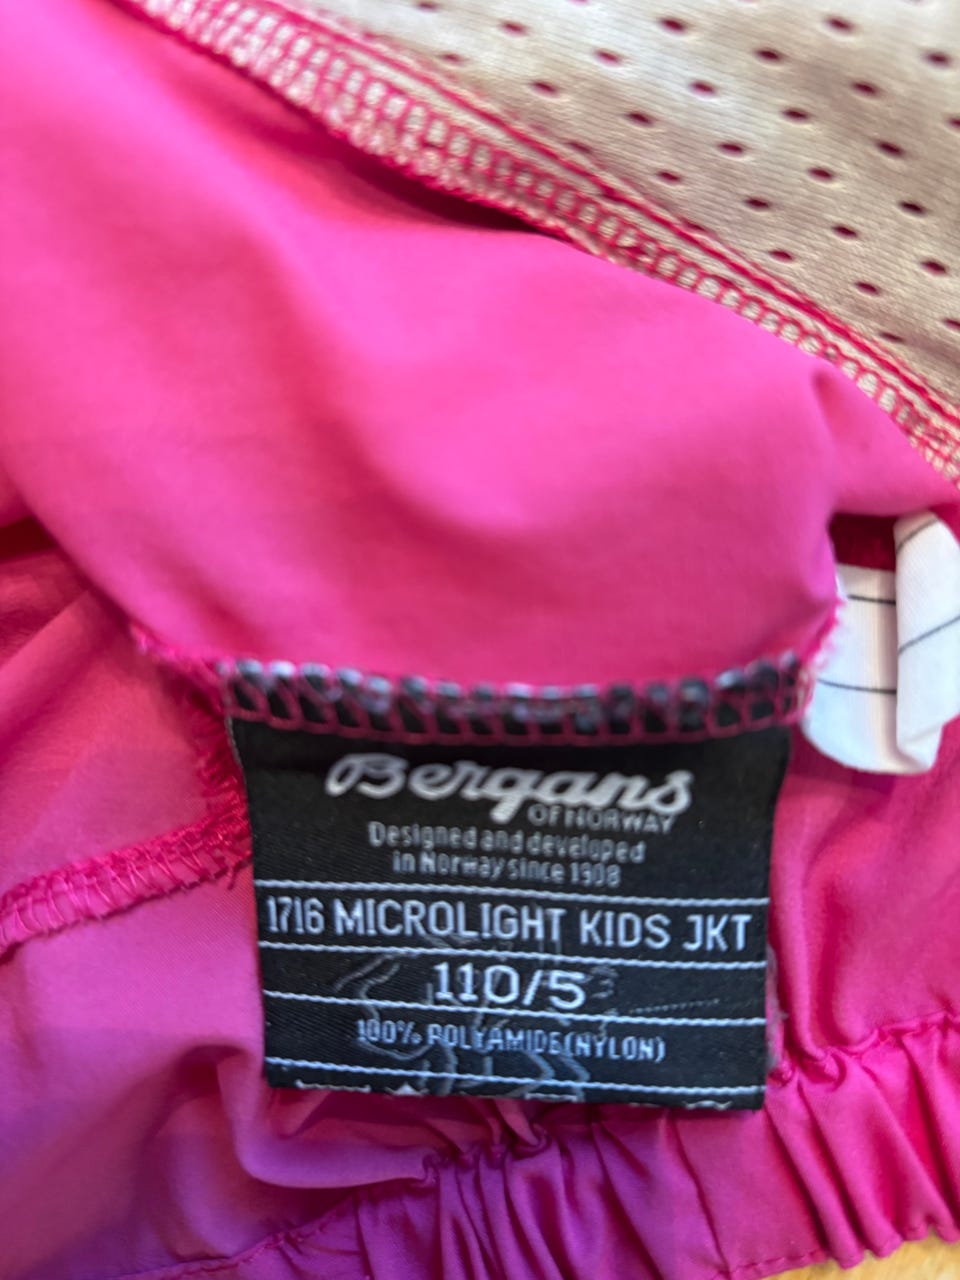 Bergans
OF NORWAY
Designed and developed
in Norway since 1908
1716 MICROLIGHT KIDS JKT
110/5
100% POLYAMIDE(NYLON)